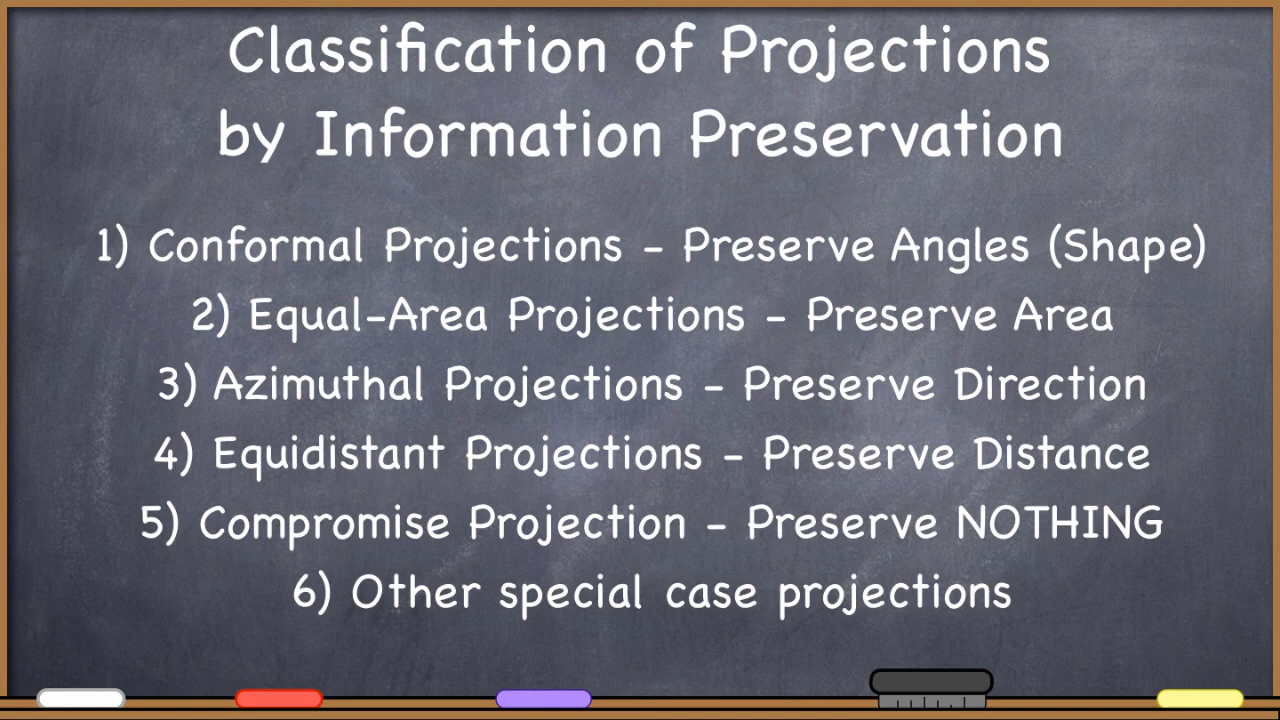 Classification of Projections
by Information Preservation
1) Conformal Projections - Preserve Angles (Shape)
2) Equal-Area Projections - Preserve Area
3) Azimuthal Projections - Preserve Direction
4) Equidistant Projections - Preserve Distance
5) Compromise Projection - Preserve NOTHING
6) Other special case projections